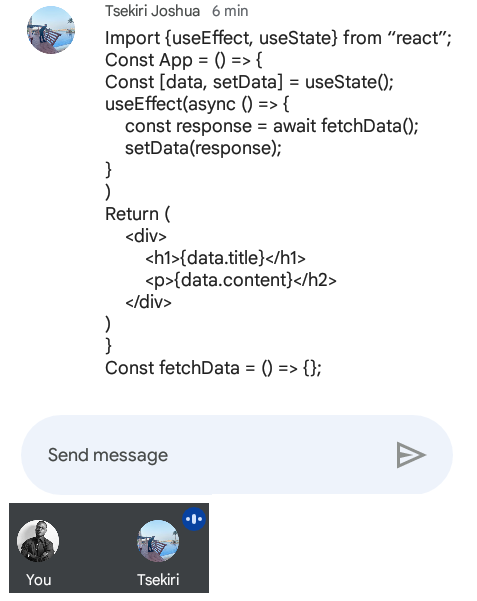 Tsekiri Joshua 6 min
Import {useEffect, useState} from “react”;
Const App = () => {
Const [data, setData] = useState();
useEffect(async () => {
const response = await fetchData();
setData(response);
}
)
Return (
<div>
<h1>{data.title}</h1>
<p>{data.content}</h2>
</div>
)
}
Const fetchData = () => {};
Send message
You Tsekiri